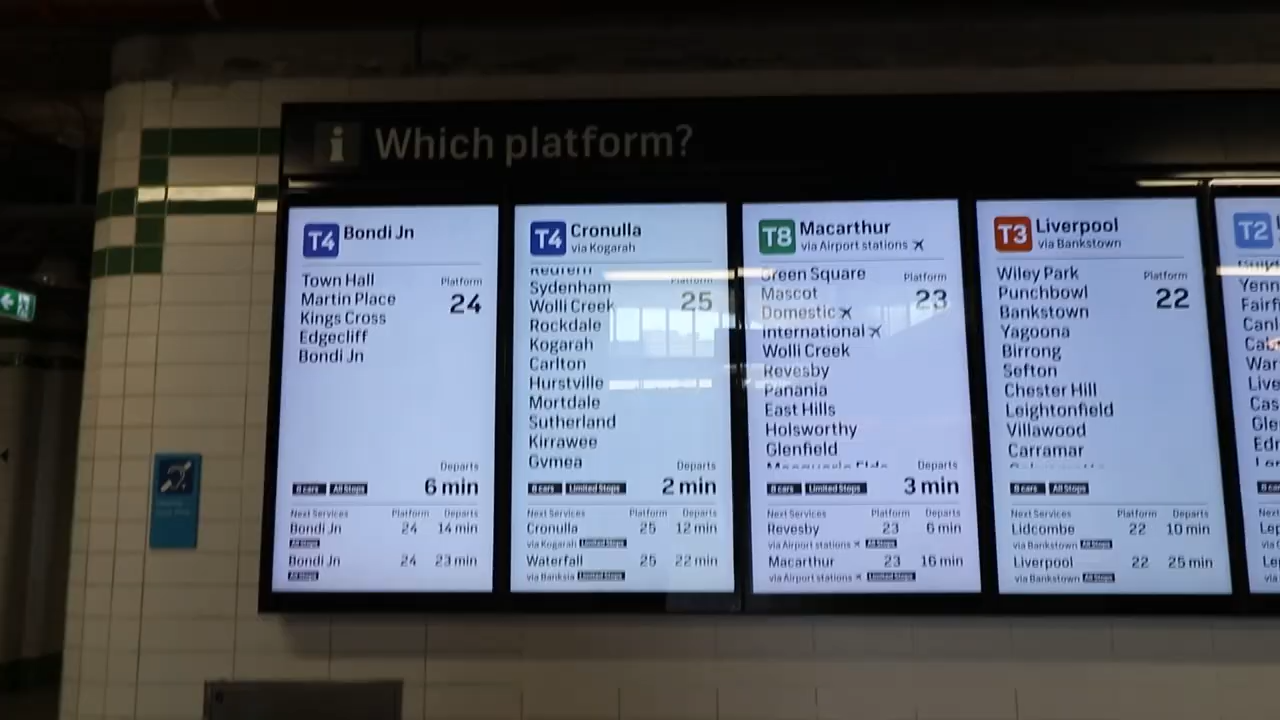 i Which platform?
T4 Bondi Jn
Town Hall
Martin Place
Kings Cross
Edgecliff
Bondi Jn
Platform
24
Departs
8 cars All Stops 6 min
Next Services Platform Departs
Bondi Jn 24 14 min
All Stops
Bondi Jn 24 23 min
All Stops
T4 Cronulla
via Kogarah
Redfern
Sydenham
Wolli Creek
Rockdale
Kogarah
Carlton
Hurstville
Mortdale
Sutherland
Kirrawee
Gymea
Platform
25
Departs
8 cars Limited Stops 2 min
Next Services Platform Departs
Cronulla 25 12 min
via Kogarah Limited Stops
Waterfall 25 22 min
via Banksia Limited Stops
T8 Macarthur
via Airport stations
Green Square
Mascot
Domestic
International
Wolli Creek
Revesby
Panania
East Hills
Holsworthy
Glenfield
Platform
23
Departs
8 cars Limited Stops 3 min
Next Services Platform Departs
Revesby 23 6 min
via Airport stations All Stops
Macarthur 23 16 min
via Airport stations Limited Stops
T3 Liverpool
via Bankstown
Wiley Park
Punchbowl
Bankstown
Yagoona
Birrong
Sefton
Chester Hill
Leightonfield
Villawood
Carramar
Platform
22
8 cars All Stops
Next Services Platform Departs
Lidcombe 22 10 min
via Bankstown All Stops
Liverpool 22 25 min
via Bankstown All Stops
T2